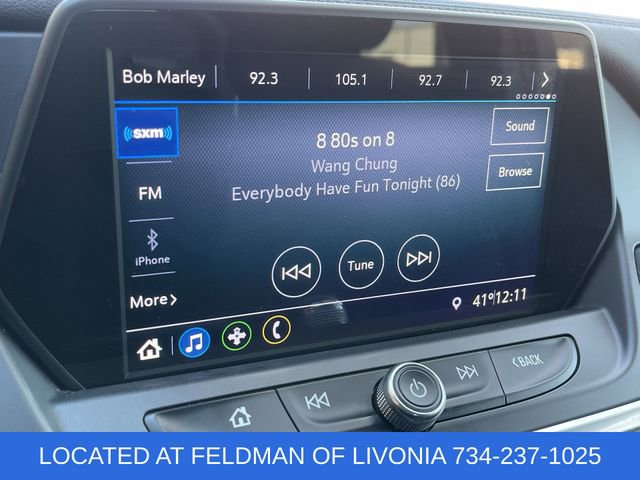 Bob Marley 92.3 105.1 92.7 92.3
((sxm))
8 80s on 8
Sound
Wang Chung
Everybody Have Fun Tonight (86)
Browse
FM
iPhone
Tune
More
41° 12:11
BACK
LOCATED AT FELDMAN OF LIVONIA 734-237-1025